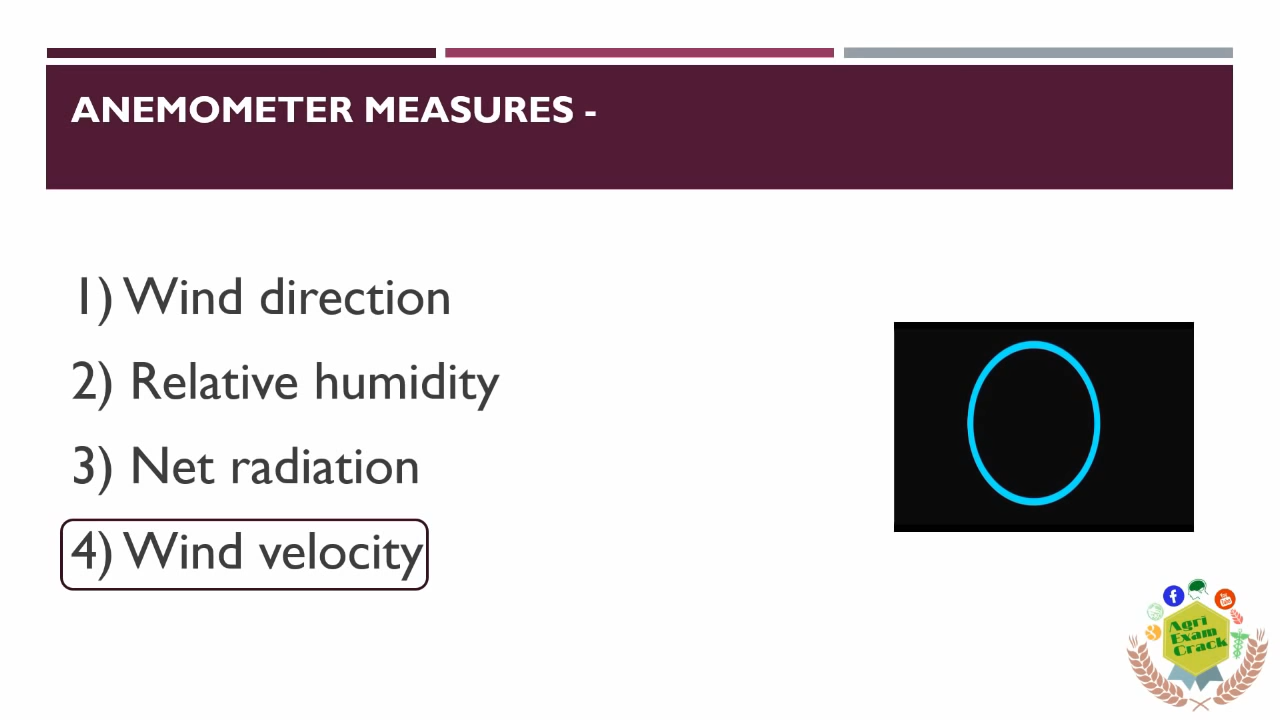 ANEMOMETER MEASURES -
1) Wind direction
2) Relative humidity
3) Net radiation
4) Wind velocity
Agri
Exam
Crack